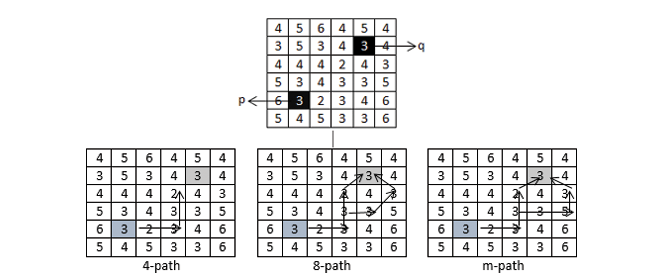 4 5 6 4 5 4
3 5 3 4 3 4 q
4 4 4 2 4 3
5 3 4 3 3 5
p 6 3 2 3 4 6
5 4 5 3 3 6
4 5 6 4 5 4
3 5 3 4 3 4
4 4 4 2 4 3
5 3 4 3 3 5
6 3 2 3 4 6
5 4 5 3 3 6
4-path
4 5 6 4 5 4
3 5 3 4 3 4
4 4 4 2 4 3
5 3 4 3 3 5
6 3 2 3 4 6
5 4 5 3 3 6
8-path
4 5 6 4 5 4
3 5 3 4 3 4
4 4 4 2 4 3
5 3 4 3 3 5
6 3 2 3 4 6
5 4 5 3 3 6
m-path